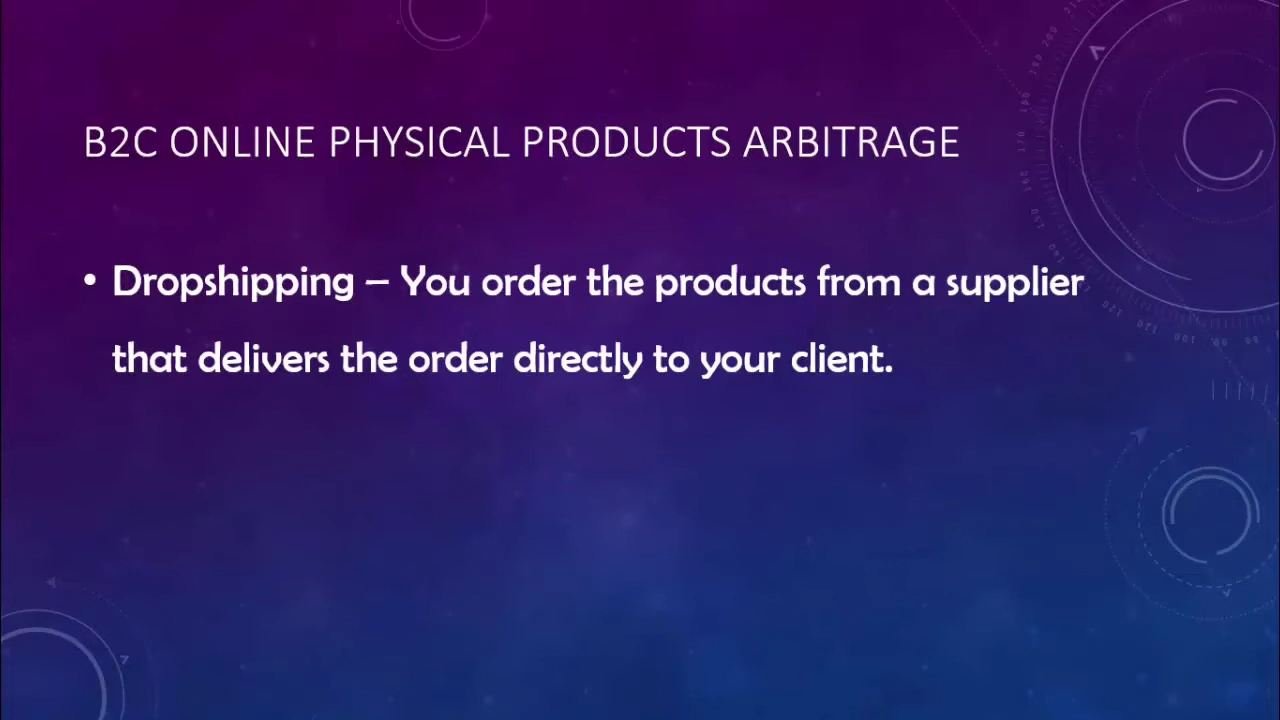 B2C ONLINE PHYSICAL PRODUCTS ARBITRAGE
• Dropshipping – You order the products from a supplier
that delivers the order directly to your client.